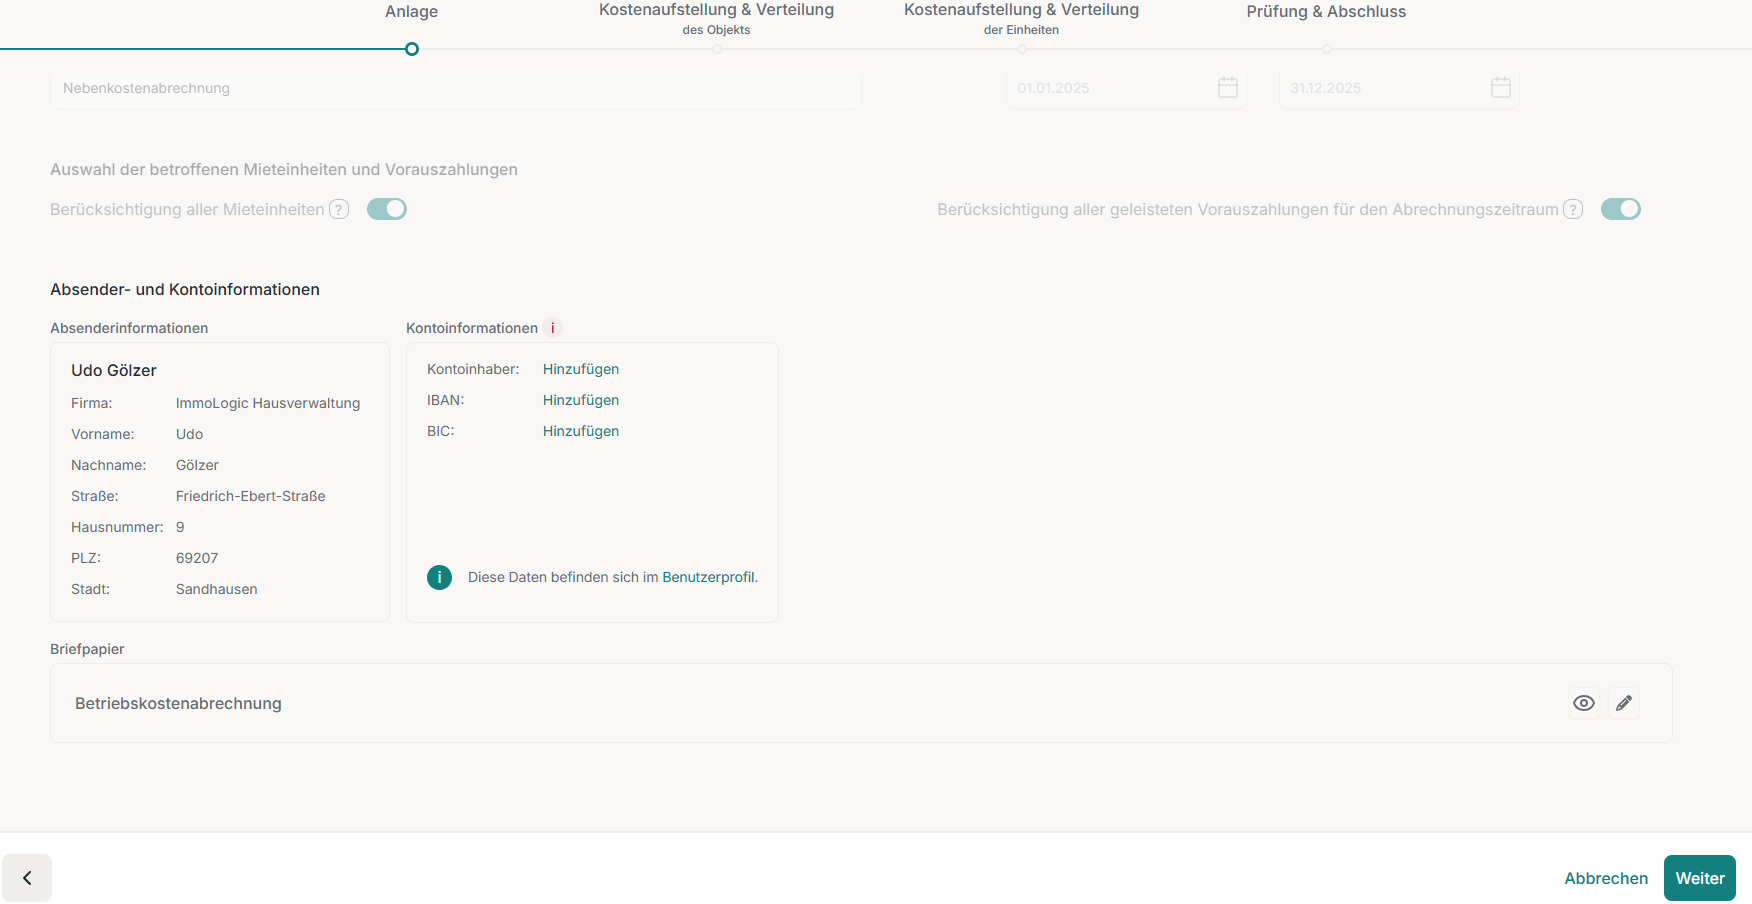 Anlage
Kostenaufstellung & Verteilung
des Objekts
Kostenaufstellung & Verteilung
der Einheiten
Prüfung & Abschluss
Nebenkostenabrechnung
01.01.2025
31.12.2025
Auswahl der betroffenen Mieteinheiten und Vorauszahlungen
Berücksichtigung aller Mieteinheiten ?
Berücksichtigung aller geleisteten Vorauszahlungen für den Abrechnungszeitraum ?
Absender- und Kontoinformationen
Absenderinformationen
Udo Gölzer
Firma: ImmoLogic Hausverwaltung
Vorname: Udo
Nachname: Gölzer
Straße: Friedrich-Ebert-Straße
Hausnummer: 9
PLZ: 69207
Stadt: Sandhausen
Kontoinformationen i
Kontoinhaber: Hinzufügen
IBAN: Hinzufügen
BIC: Hinzufügen
i Diese Daten befinden sich im Benutzerprofil.
Briefpapier
Betriebskostenabrechnung
Abbrechen
Weiter